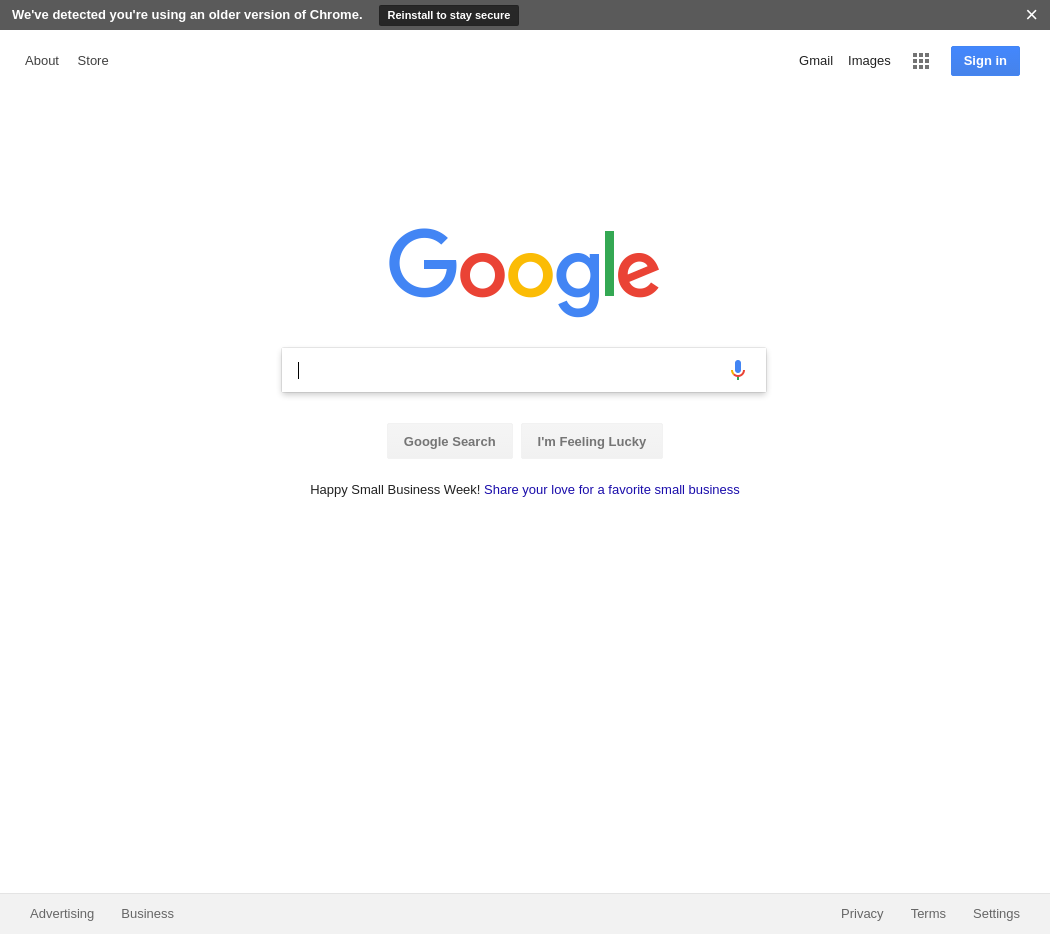 We've detected you're using an older version of Chrome. Reinstall to stay secure
About Store Gmail Images Sign in
Google
Google Search I'm Feeling Lucky
Happy Small Business Week! Share your love for a favorite small business
Advertising Business Privacy Terms Settings